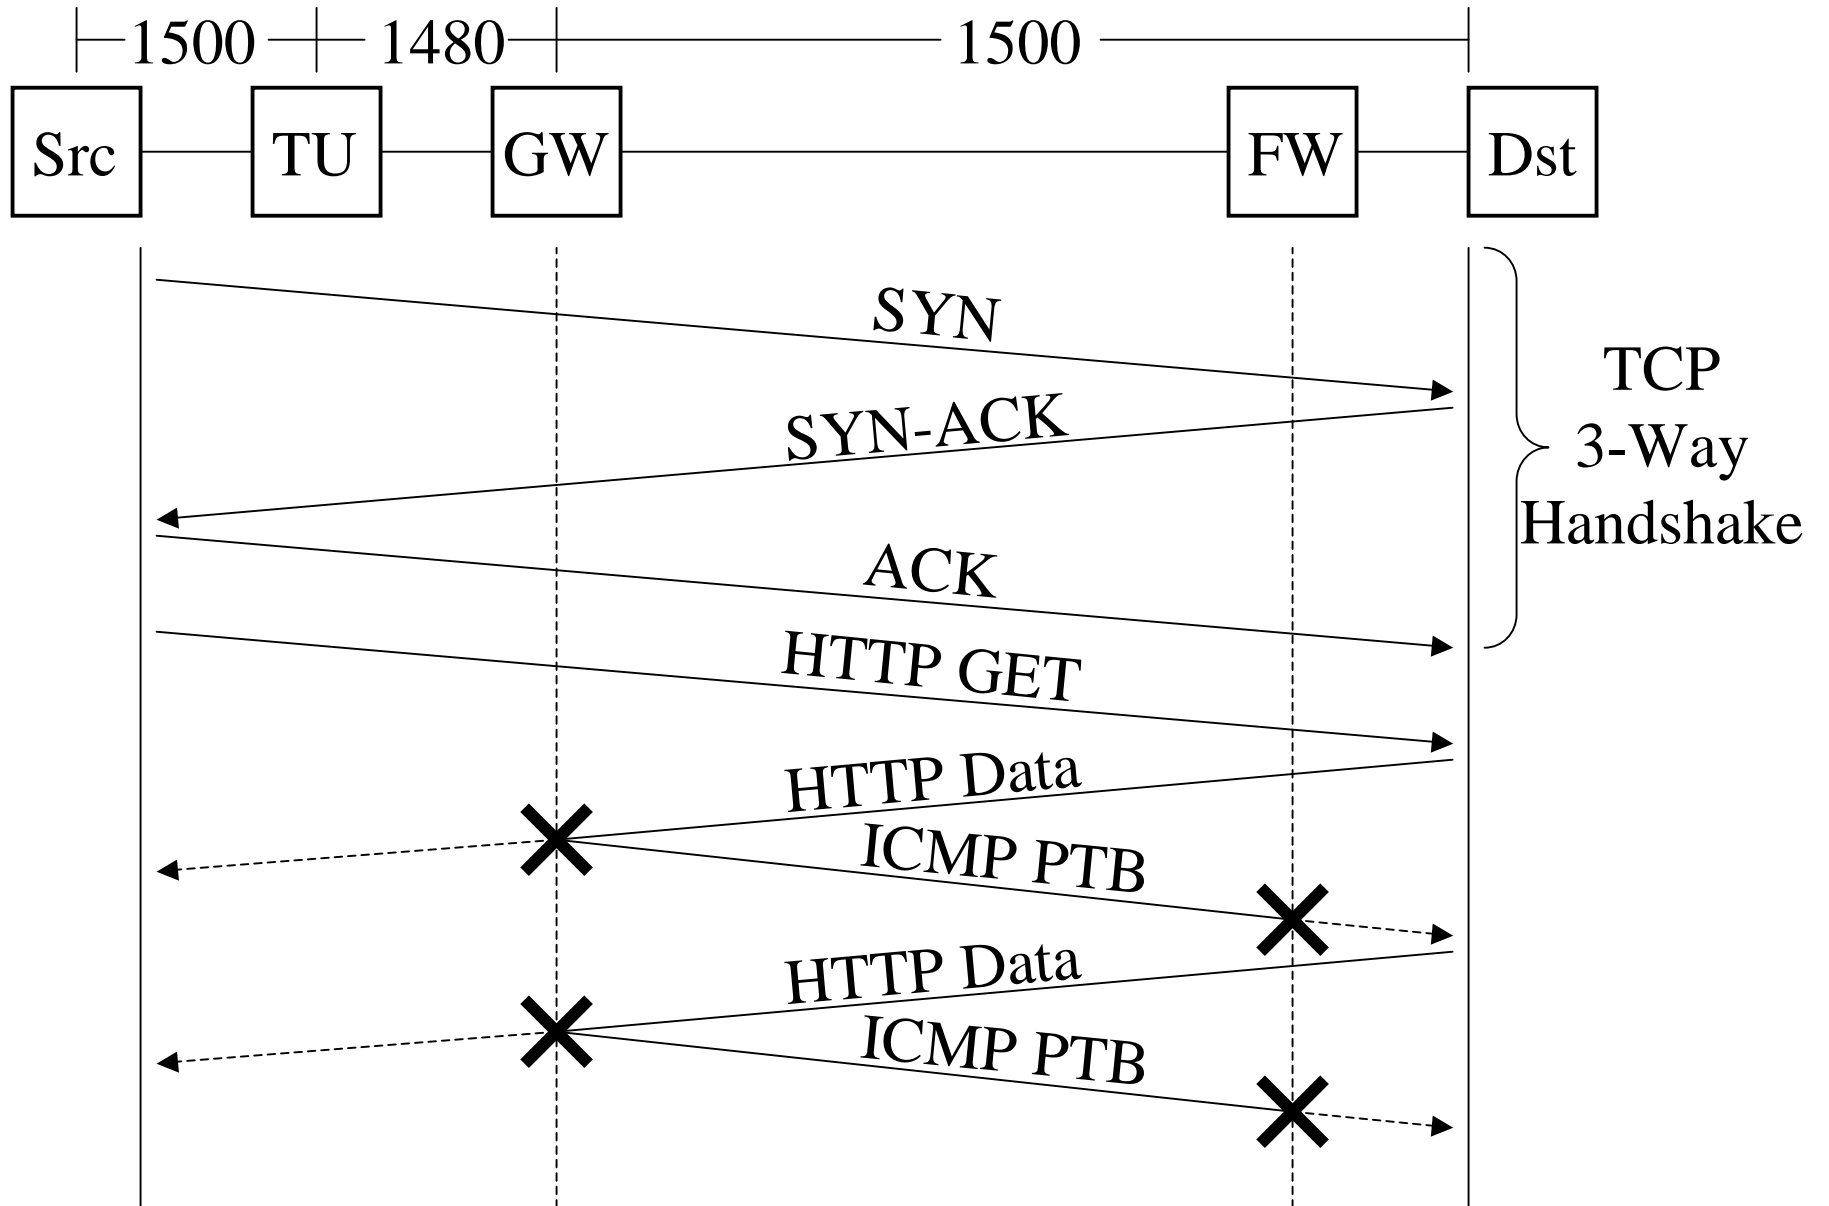 1500 1480 1500
Src TU GW FW Dst
SYN
SYN-ACK
ACK
HTTP GET
TCP
3-Way
Handshake
HTTP Data
ICMP PTB
HTTP Data
ICMP PTB